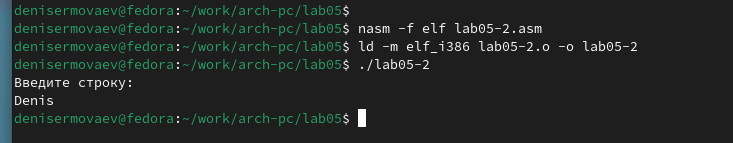 denisermovaev@fedora:~/work/arch-pc/lab05$
denisermovaev@fedora:~/work/arch-pc/lab05$ nasm -f elf lab05-2.asm
denisermovaev@fedora:~/work/arch-pc/lab05$ ld -m elf_i386 lab05-2.o -o lab05-2
denisermovaev@fedora:~/work/arch-pc/lab05$ ./lab05-2
Введите строку:
Denis
denisermovaev@fedora:~/work/arch-pc/lab05$